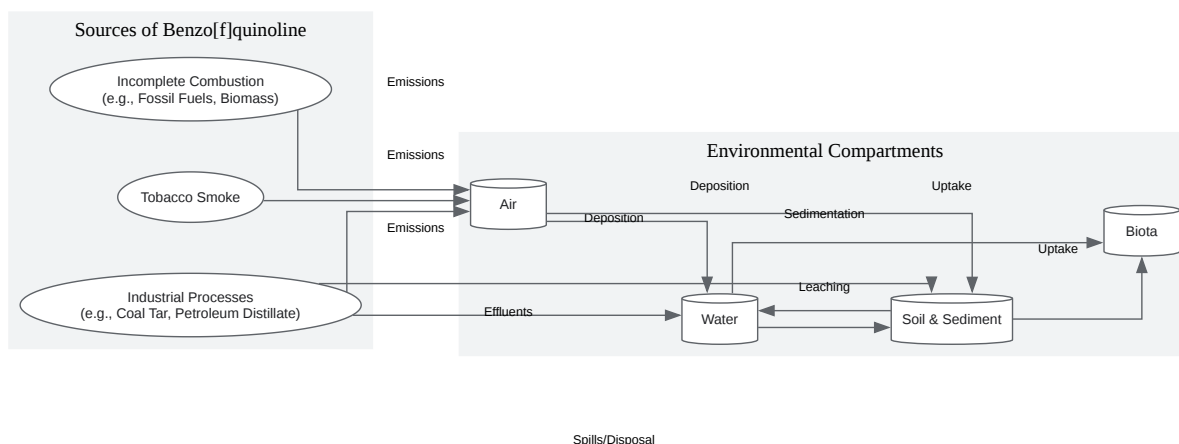 Sources of Benzo[f]quinoline
Incomplete Combustion
(e.g., Fossil Fuels, Biomass)
Emissions
Emissions
Environmental Compartments
Tobacco Smoke
Air
Deposition
Uptake
Deposition
Sedimentation
Emissions
Biota
Uptake
Industrial Processes
(e.g., Coal Tar, Petroleum Distillate)
Leaching
Effluents
Water
Soil & Sediment
Spills/Disposal